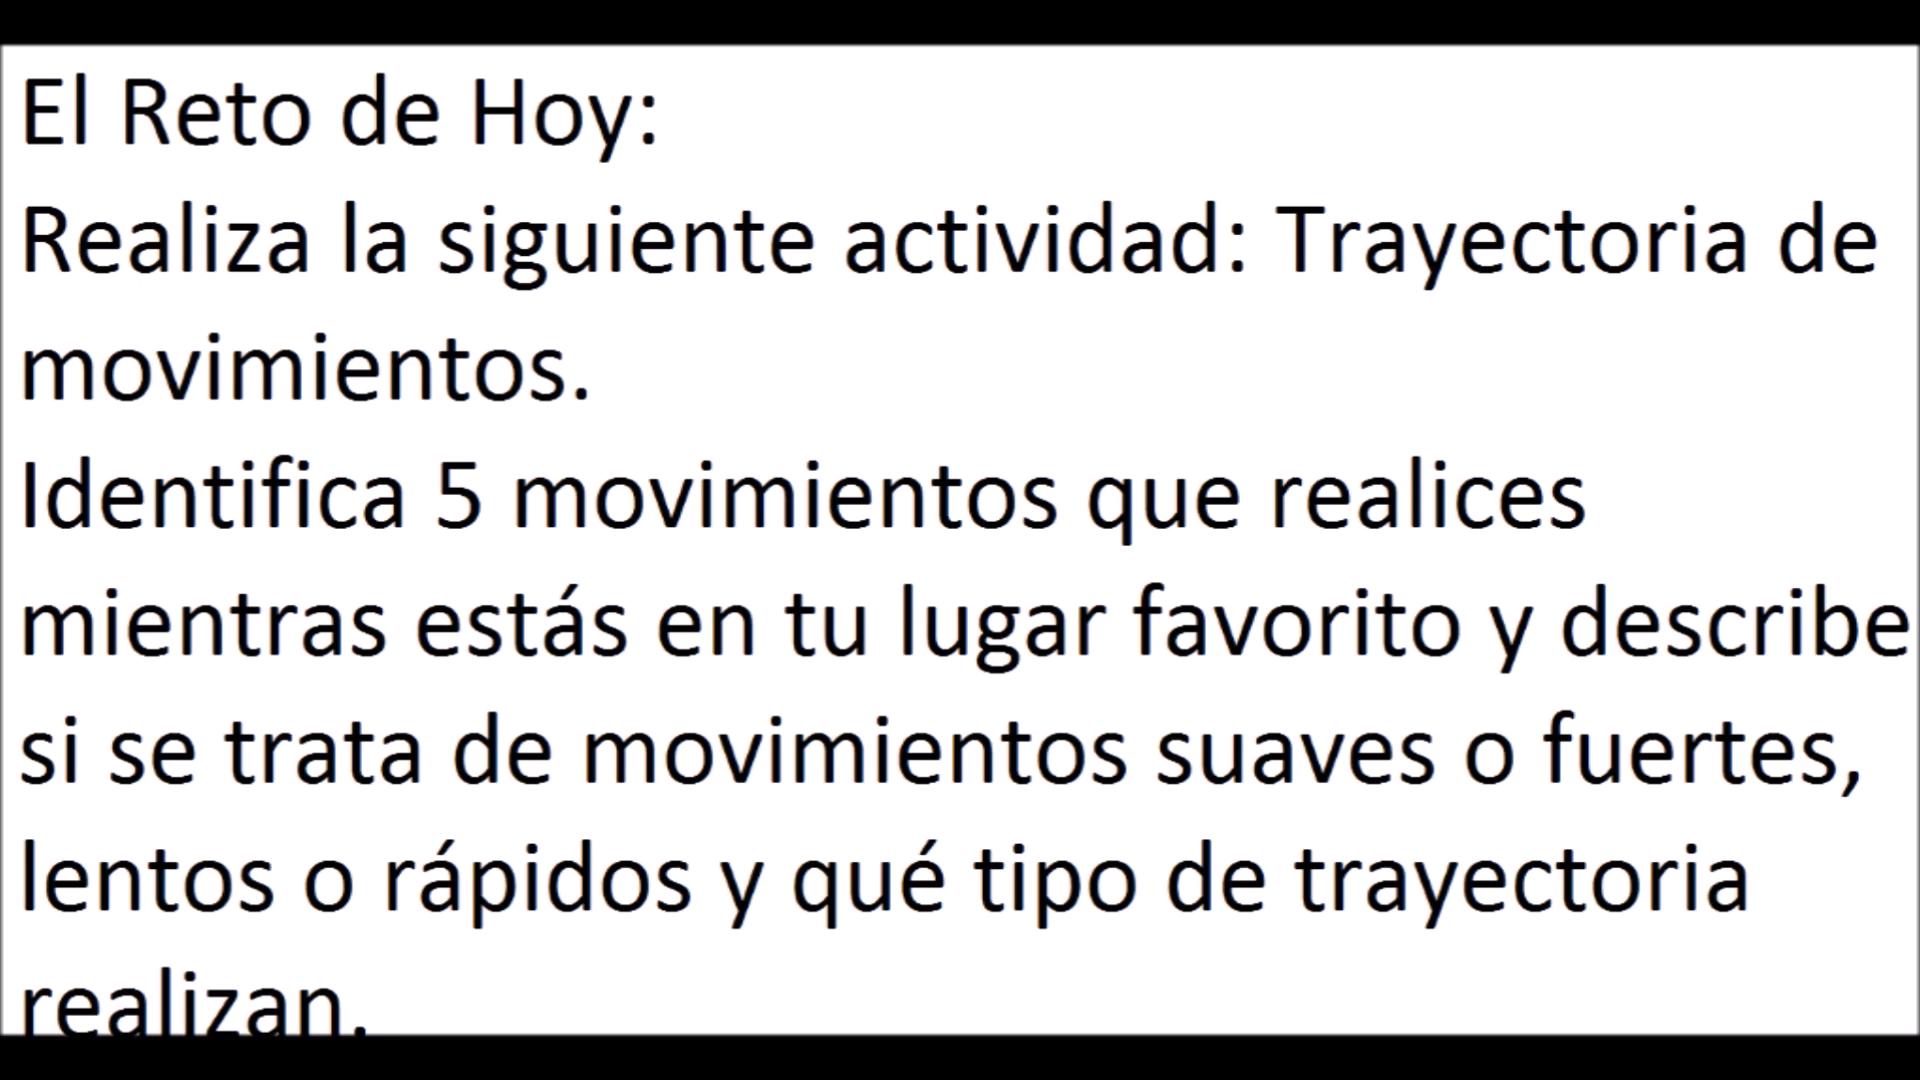 El Reto de Hoy:
Realiza la siguiente actividad: Trayectoria de
movimientos.
Identifica 5 movimientos que realices
mientras estás en tu lugar favorito y describe
si se trata de movimientos suaves o fuertes,
lentos o rápidos y qué tipo de trayectoria
realizan.